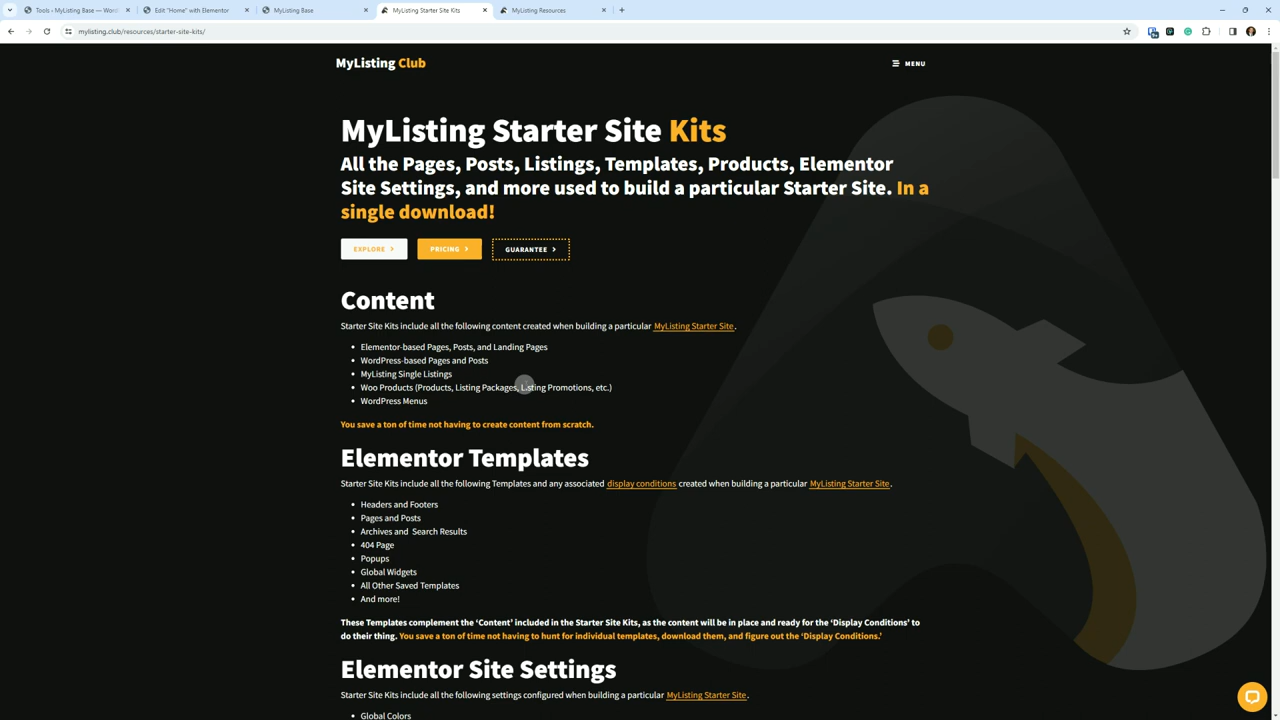 Tools ‹ MyListing Base — Word
Edit "Home" with Elementor
MyListing Base
MyListing Starter Site Kits
MyListing Resources
mylisting.club/resources/starter-site-kits/
MyListing Club
MENU
MyListing Starter Site Kits
All the Pages, Posts, Listings, Templates, Products, Elementor
Site Settings, and more used to build a particular Starter Site. In a
single download!
EXPLORE
PRICING
GUARANTEE
Content
Starter Site Kits include all the following content created when building a particular MyListing Starter Site.
Elementor-based Pages, Posts, and Landing Pages
WordPress-based Pages and Posts
MyListing Single Listings
Woo Products (Products, Listing Packages, Listing Promotions, etc.)
WordPress Menus
You save a ton of time not having to create content from scratch.
Elementor Templates
Starter Site Kits include all the following Templates and any associated display conditions created when building a particular MyListing Starter Site.
Headers and Footers
Pages and Posts
Archives and Search Results
404 Page
Popups
Global Widgets
All Other Saved Templates
And more!
These Templates complement the ‘Content’ included in the Starter Site Kits, as the content will be in place and ready for the ‘Display Conditions’ to
do their thing. You save a ton of time not having to hunt for individual templates, download them, and figure out the ‘Display Conditions.’
Elementor Site Settings
Starter Site Kits include all the following settings configured when building a particular MyListing Starter Site.
Global Colors